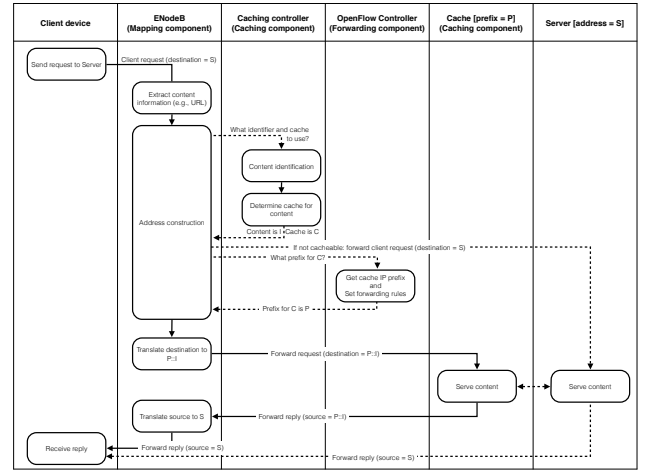 Client device
ENodeB
(Mapping component)
Caching controller
(Caching component)
OpenFlow Controller
(Forwarding component)
Cache [prefix = P]
(Caching component)
Server [address = S]
Send request to Server
Client request (destination = S)
Extract content
information (e.g., URL)
What identifier and cache
to use?
Content identification
Determine cache for
content
Address construction
Content is I
Cache is C
If not cacheable: forward client request (destination = S)
What prefix for C?
Get cache IP prefix
and
Set forwarding rules
Prefix for C is P
Translate destination to
P::I
Forward request (destination = P::I)
Serve content
Serve content
Translate source to S
Forward reply (source = P::I)
Receive reply
Forward reply (source = S)
Forward reply (source = S)